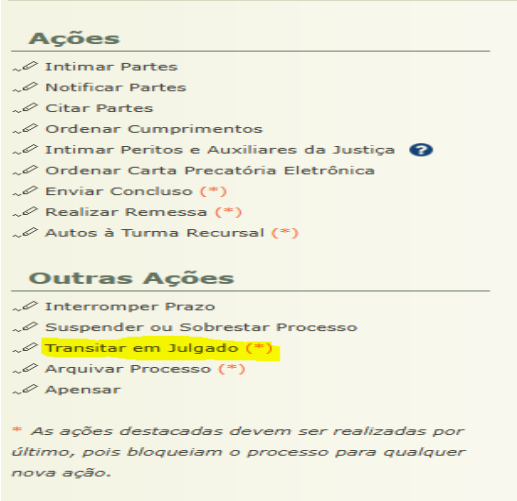 Ações
Intimar Partes
Notificar Partes
Citar Partes
Ordenar Cumprimentos
Intimar Peritos e Auxiliares da Justiça ?
Ordenar Carta Precatória Eletrônica
Enviar Concluso (*)
Realizar Remessa (*)
Autos à Turma Recursal (*)
Outras Ações
Interromper Prazo
Suspender ou Sobrestar Processo
Transitar em Julgado (*)
Arquivar Processo (*)
Apensar
* As ações destacadas devem ser realizadas por
último, pois bloqueiam o processo para qualquer
nova ação.